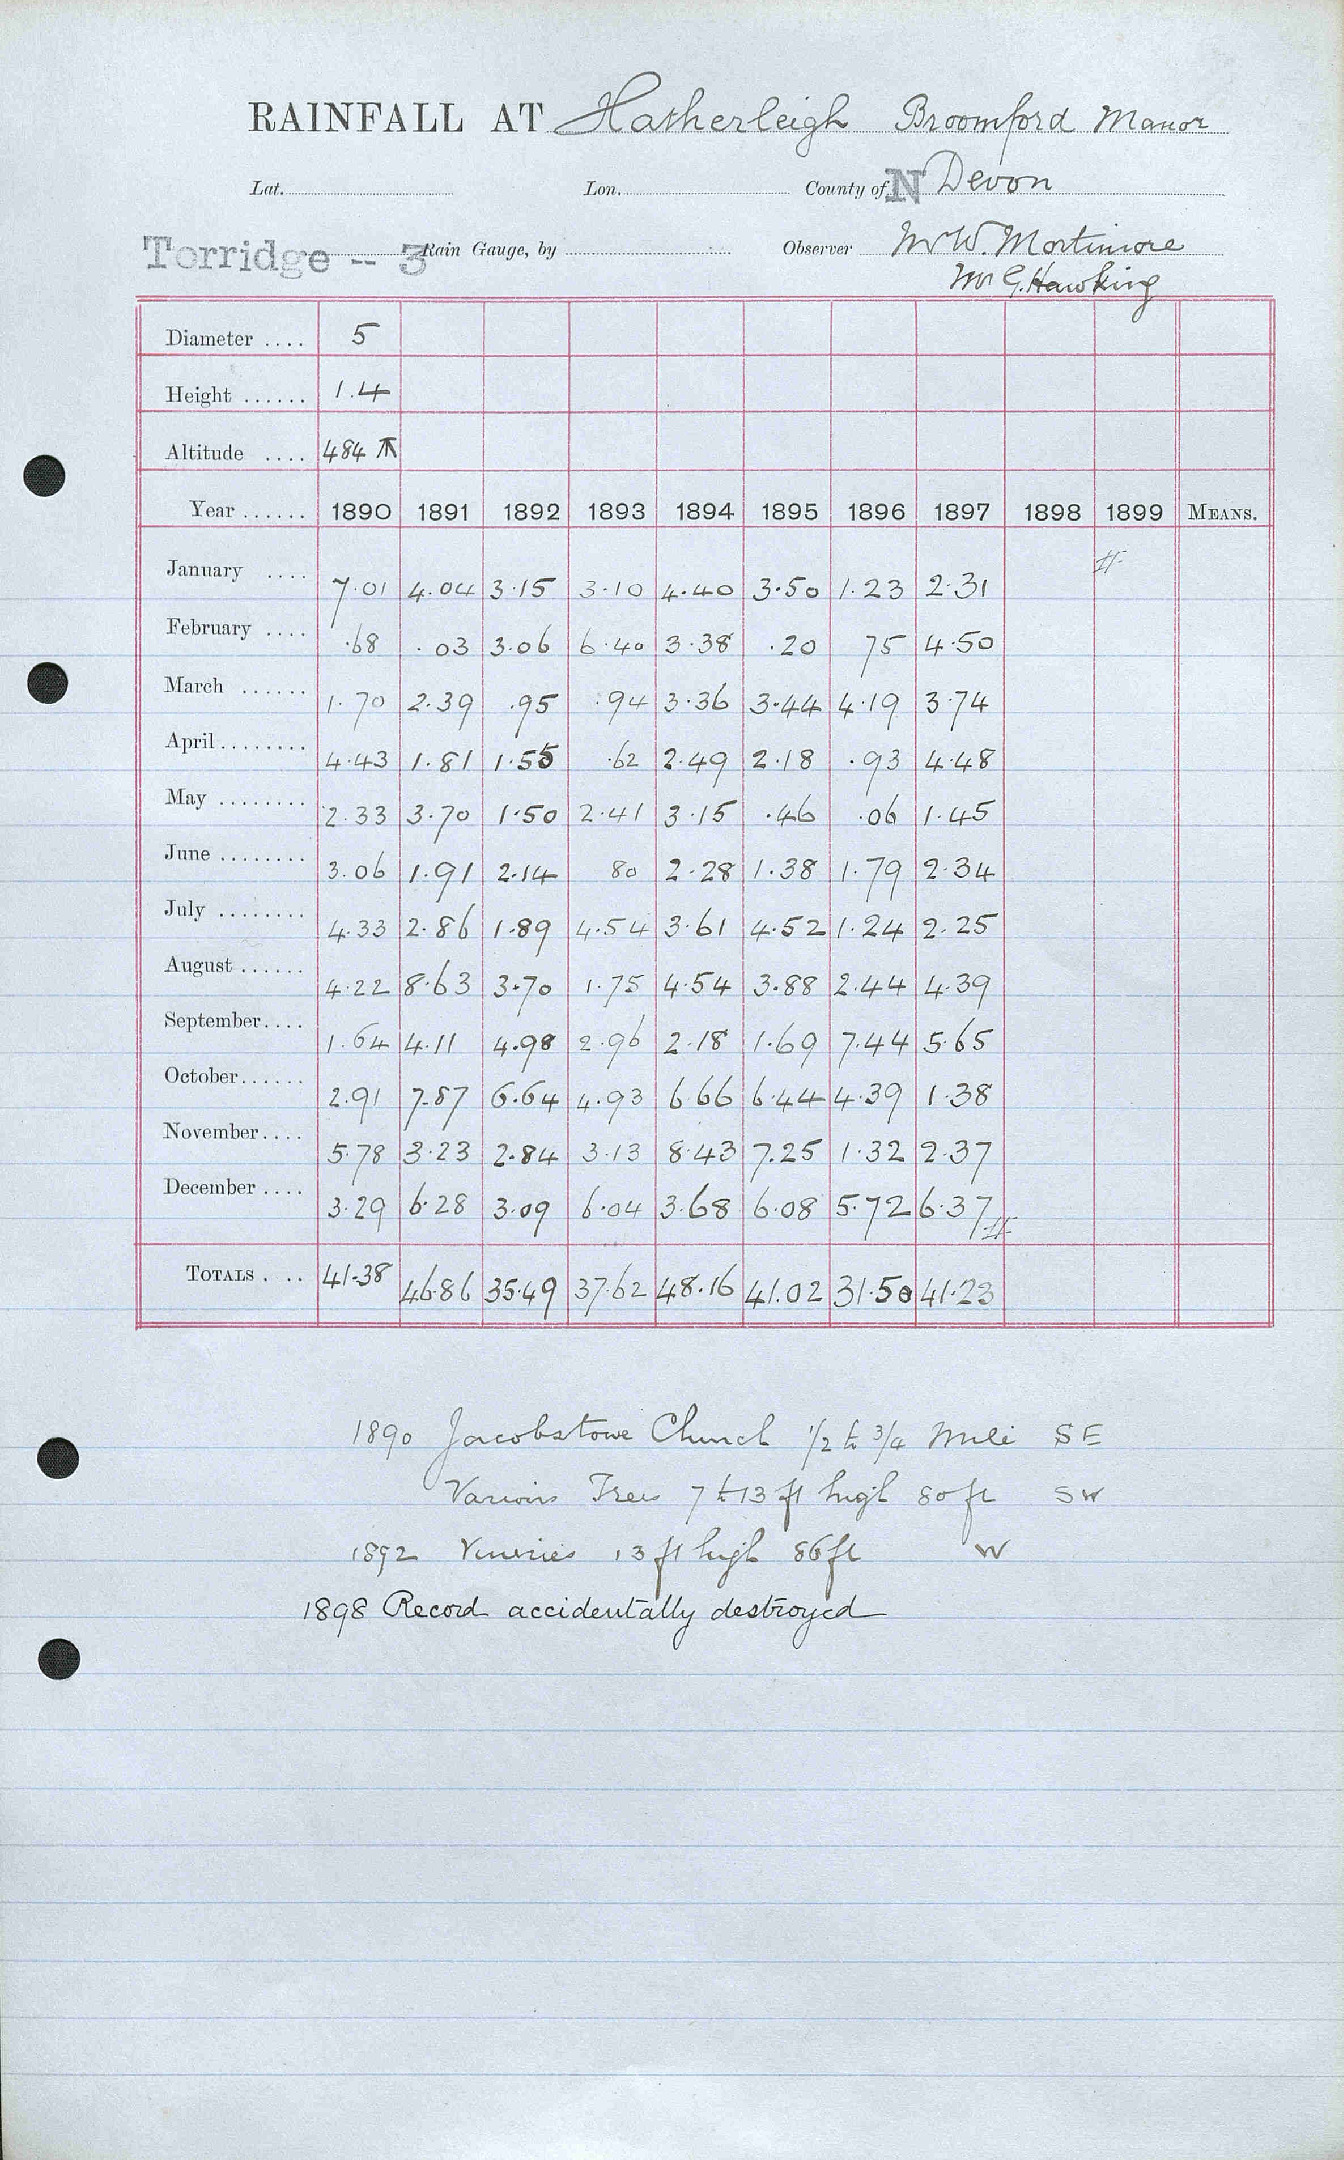 RAINFALL AT Hatherleigh Broomford Manor
Lat. Lon. County of N Devon
Torridge -- 3 Rain Gauge, by Observer Mr W. Mortimore
Mr G. Hawking
Diameter .... 5
Height ...... 1.4
Altitude .... 484
Year ...... 1890 1891 1892 1893 1894 1895 1896 1897 1898 1899 MEANS.
January .... 7.01 4.04 3.15 3.10 4.40 3.50 1.23 2.31
February .... .68 .03 3.06 6.40 3.38 .20 75 4.50
March ...... 1.70 2.39 .95 .94 3.36 3.44 4.19 3.74
April ........ 4.43 1.81 1.55 .62 2.49 2.18 .93 4.48
May ........ 2.33 3.70 1.50 2.41 3.15 .46 .06 1.45
June ........ 3.06 1.91 2.14 80 2.28 1.38 1.79 2.34
July ........ 4.33 2.86 1.89 4.54 3.61 4.52 1.24 2.25
August ...... 4.22 8.63 3.70 1.75 4.54 3.88 2.44 4.39
September .... 1.64 4.11 4.98 2.96 2.18 1.69 7.44 5.65
October ...... 2.91 7.87 6.64 4.93 6.66 6.44 4.39 1.38
November .... 5.78 3.23 2.84 3.13 8.43 7.25 1.32 2.37
December .... 3.29 6.28 3.09 6.04 3.68 6.08 5.72 6.37
TOTALS .... 41.38 46.86 35.49 37.62 48.16 41.02 31.50 41.23
1890 Jacobstowe Church 1/2 to 3/4 mile SE
Various Trees 7 to 13 ft high 80 ft SW
1892 Vineries 13 ft high 86 ft W
1898 Record accidentally destroyed